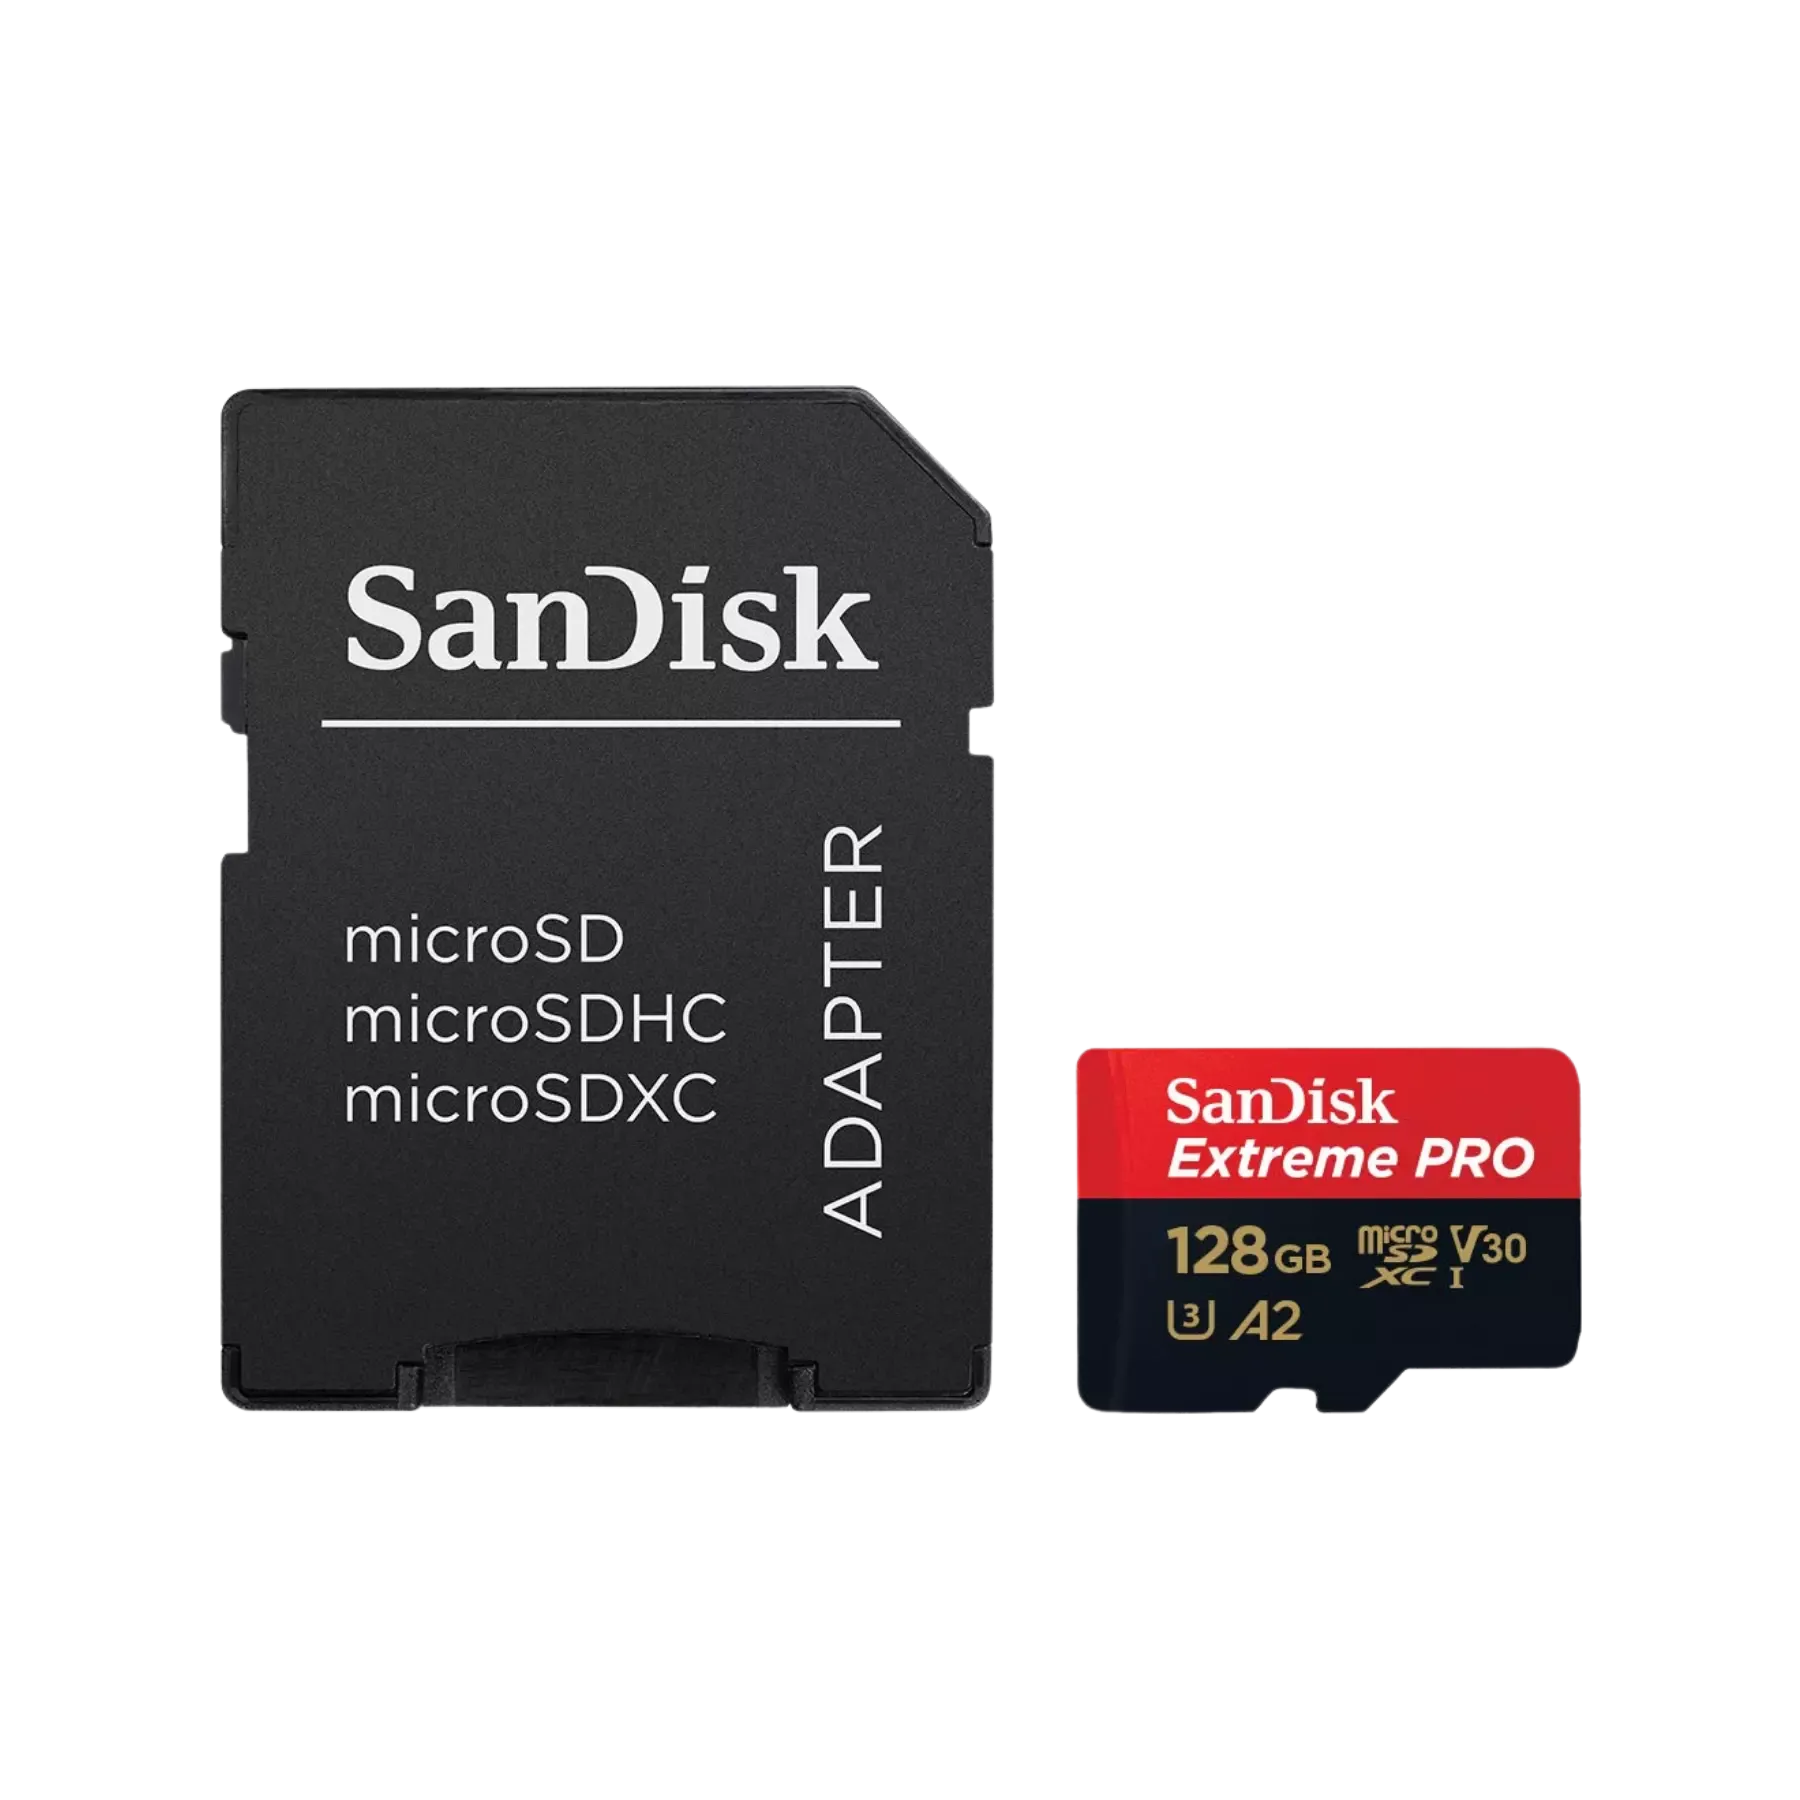 SanDisk
microSD
microSDHC
microSDXC
ADAPTER
SanDisk
Extreme PRO
128GB micro SD XC I V30
3 A2